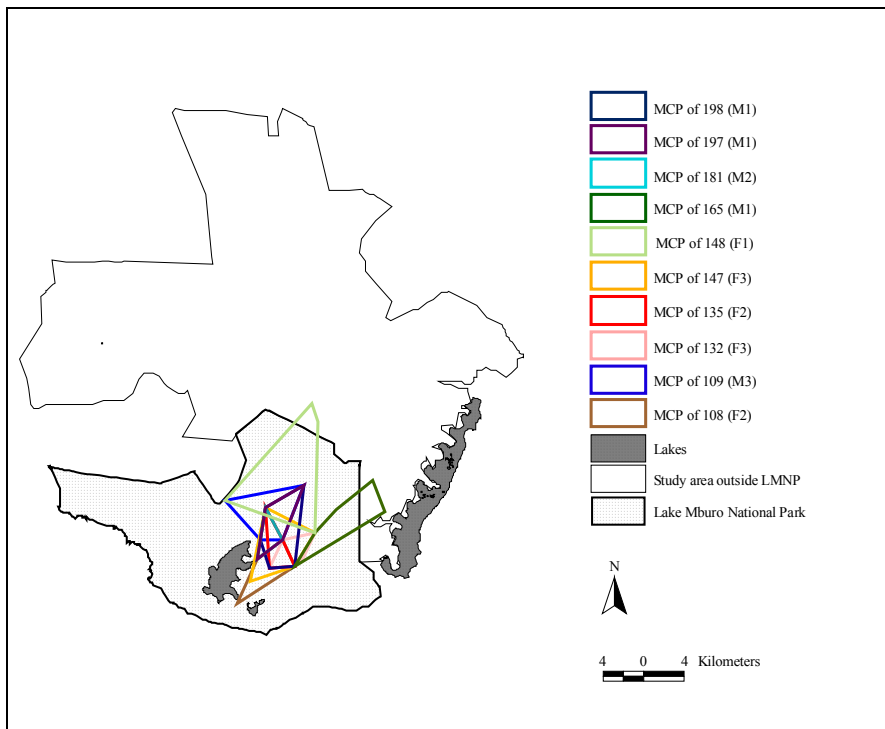 MCP of 198 (M1)
MCP of 197 (M1)
MCP of 181 (M2)
MCP of 165 (M1)
MCP of 148 (F1)
MCP of 147 (F3)
MCP of 135 (F2)
MCP of 132 (F3)
MCP of 109 (M3)
MCP of 108 (F2)
Lakes
Study area outside LMNP
Lake Mburo National Park
N
4 0 4 Kilometers